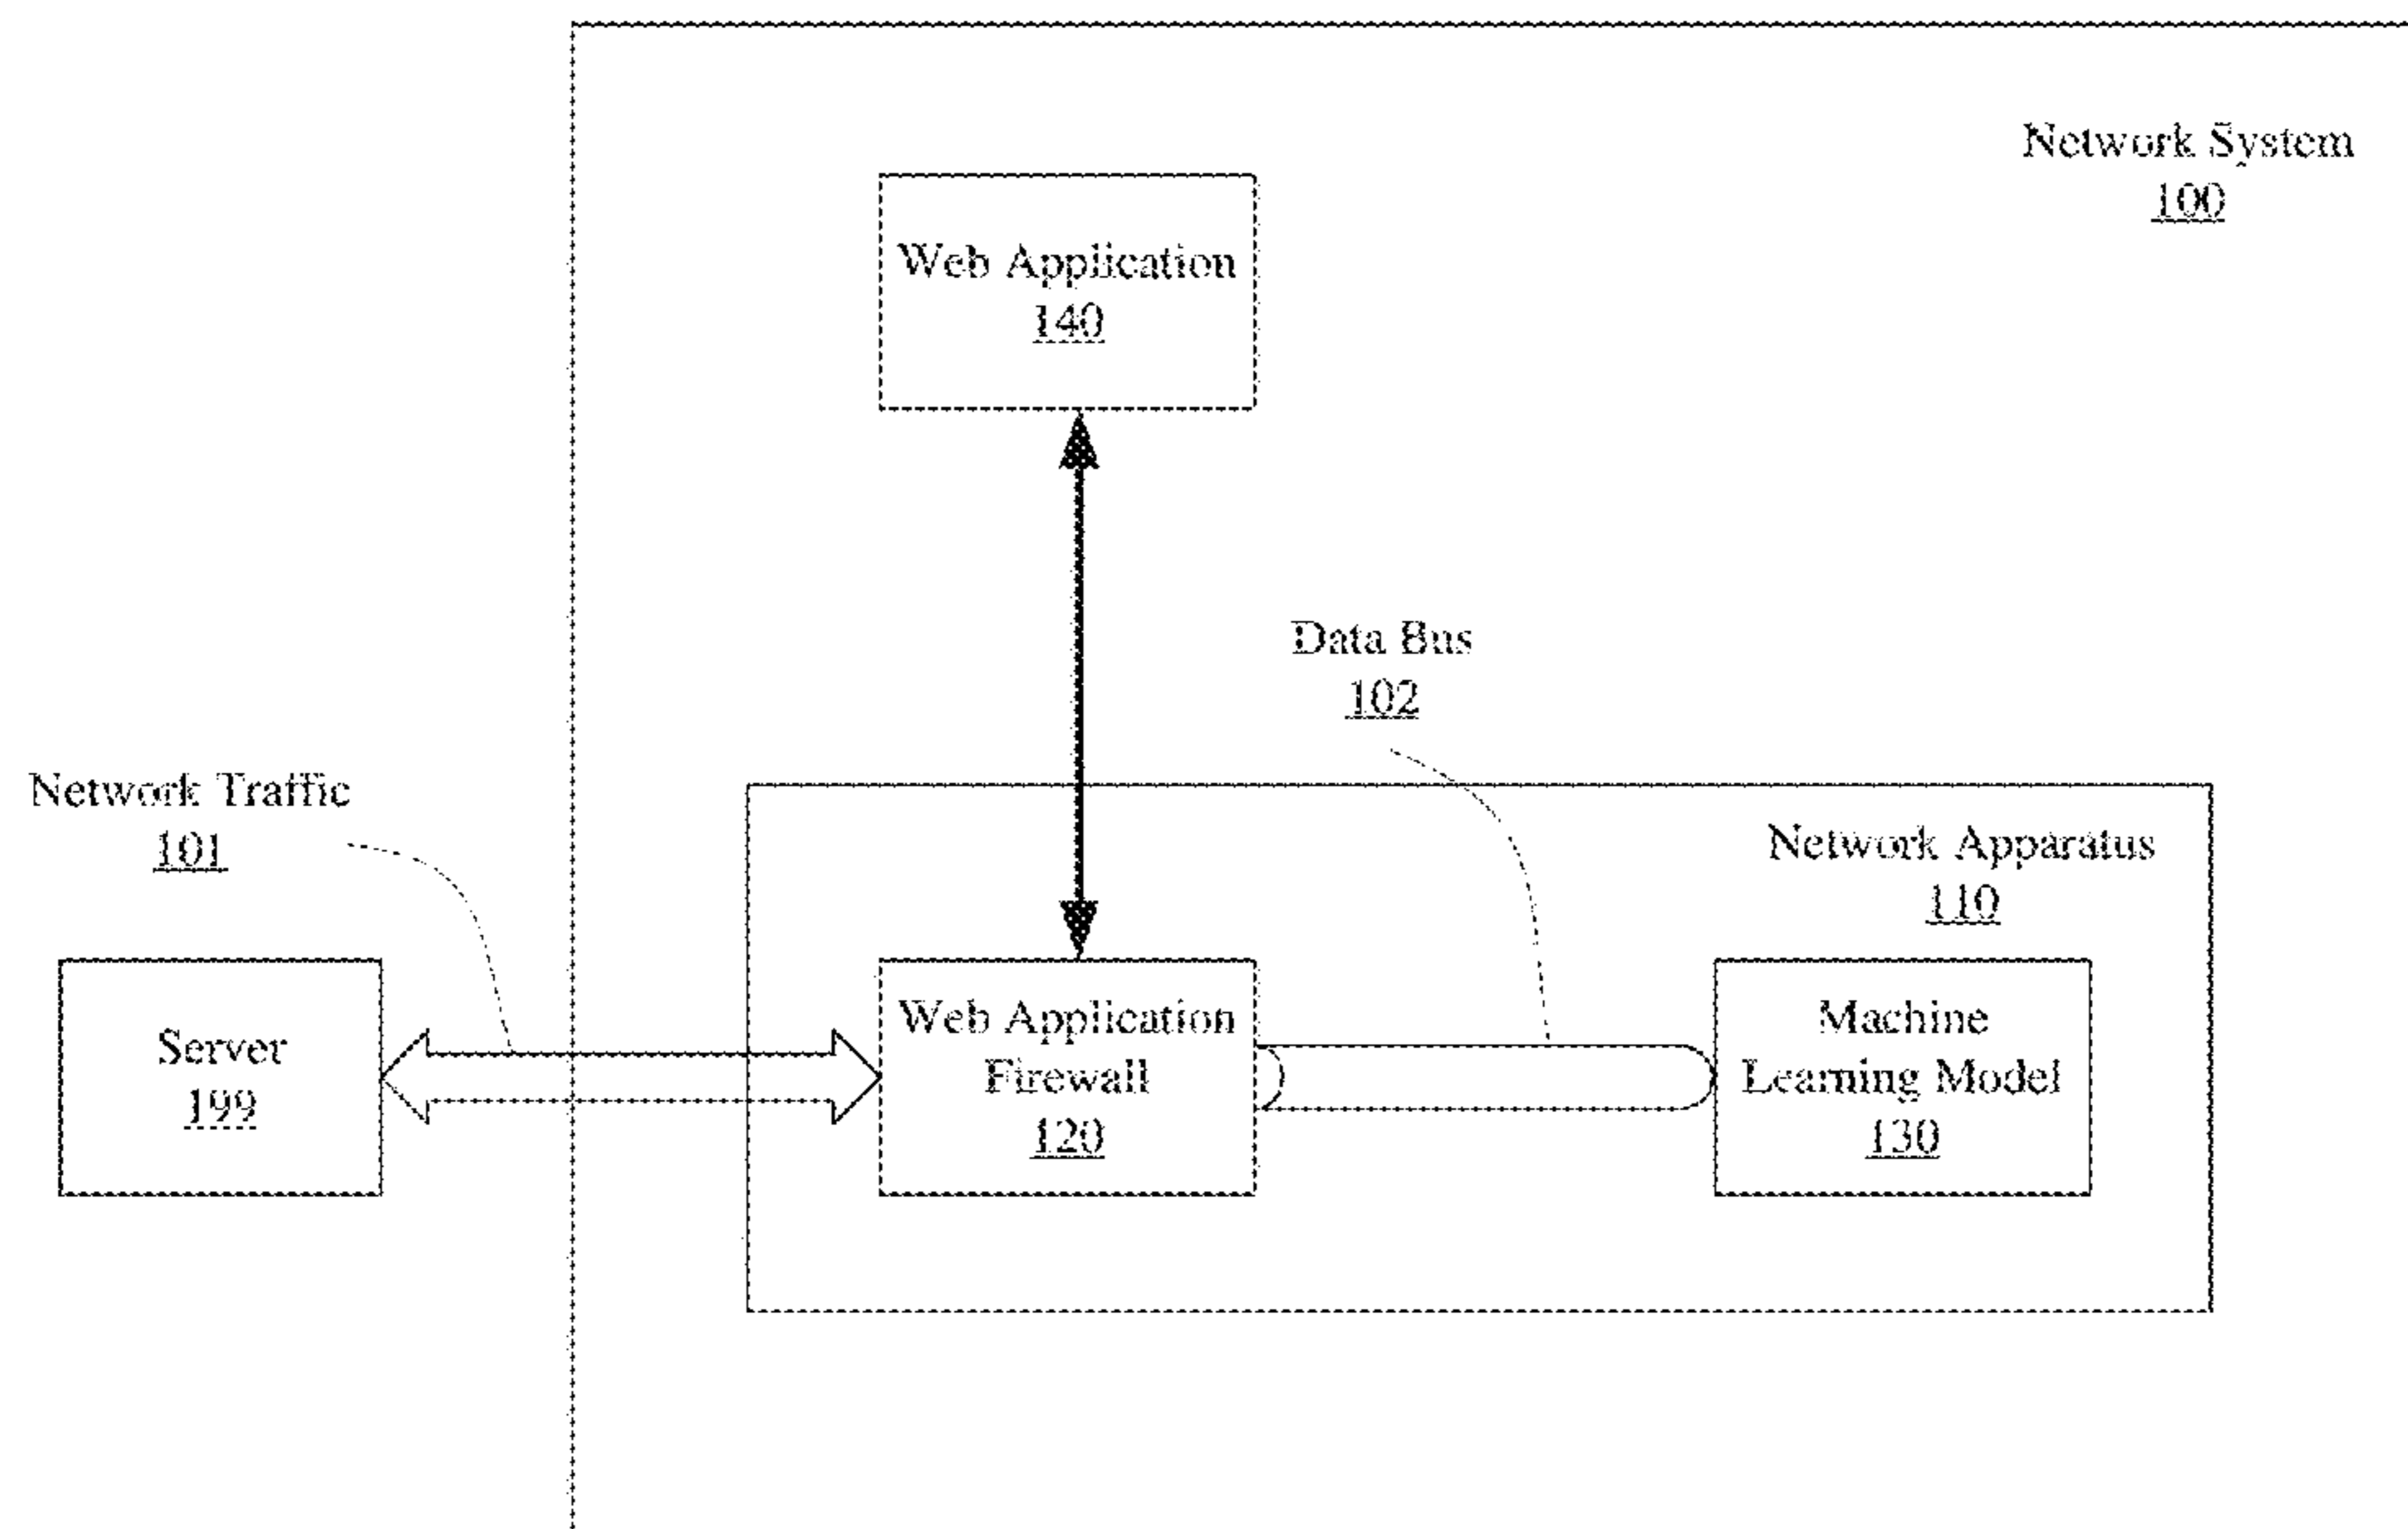 Network System
100
Web Application
140
Data Bus
102
Network Traffic
101
Network Apparatus
110
Server
199
Web Application
Firewall
120
Machine
Learning Model
130